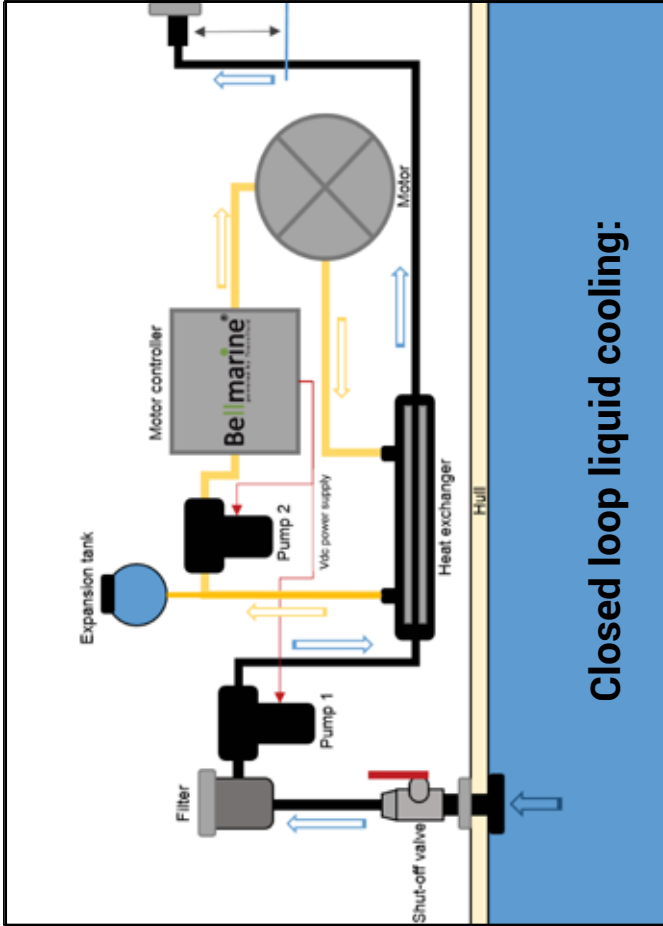 Expansion tank
Motor controller
Filter
Bellmarine®
Pump 2
Motor
Pump 1
Vdc power supply
Shut-off valve
Heat exchanger
Hull
Closed loop liquid cooling: